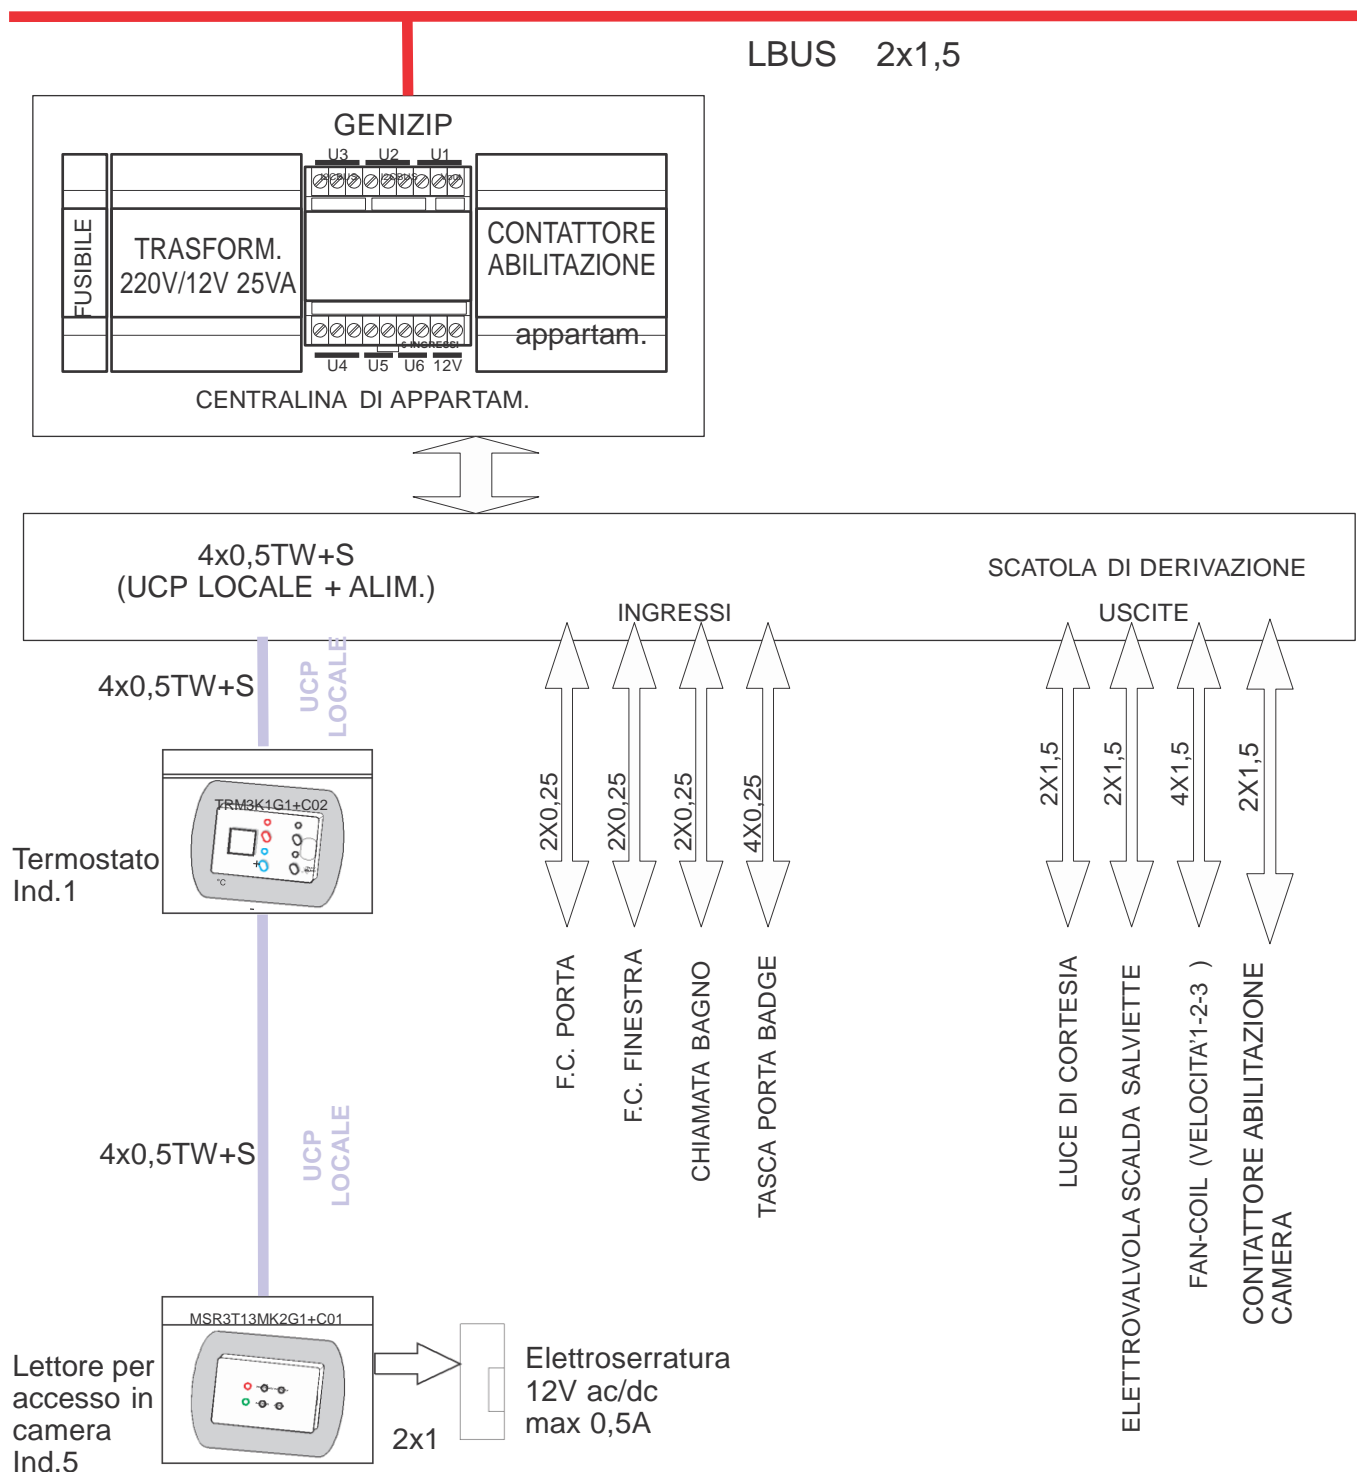 LBUS 2x1,5
GENIZIP
U3 U2 U1
I2CBUS I2CBUS
FUSIBILE
TRASFORM.
220V/12V 25VA
CONTATTORE
ABILITAZIONE
appartam.
6 INGRESSI
U4 U5 U6 12V
CENTRALINA DI APPARTAM.
4x0,5TW+S
(UCP LOCALE + ALIM.)
SCATOLA DI DERIVAZIONE
INGRESSI
USCITE
4x0,5TW+S
UCP
LOCALE
2X0,25
2X0,25
2X0,25
4X0,25
2X1,5
2X1,5
4X1,5
2X1,5
TRM3K1G1+C02
+
°C
-
Termostato
Ind.1
F.C. PORTA
F.C. FINESTRA
CHIAMATA BAGNO
TASCA PORTA BADGE
LUCE DI CORTESIA
ELETTROVALVOLA SCALDA SALVIETTE
FAN-COIL (VELOCITA'1-2-3 )
CONTATTORE ABILITAZIONE
CAMERA
4x0,5TW+S
UCP
LOCALE
MSR3T13MK2G1+C01
Lettore per
accesso in
camera
Ind.5
2x1
Elettroserratura
12V ac/dc
max 0,5A